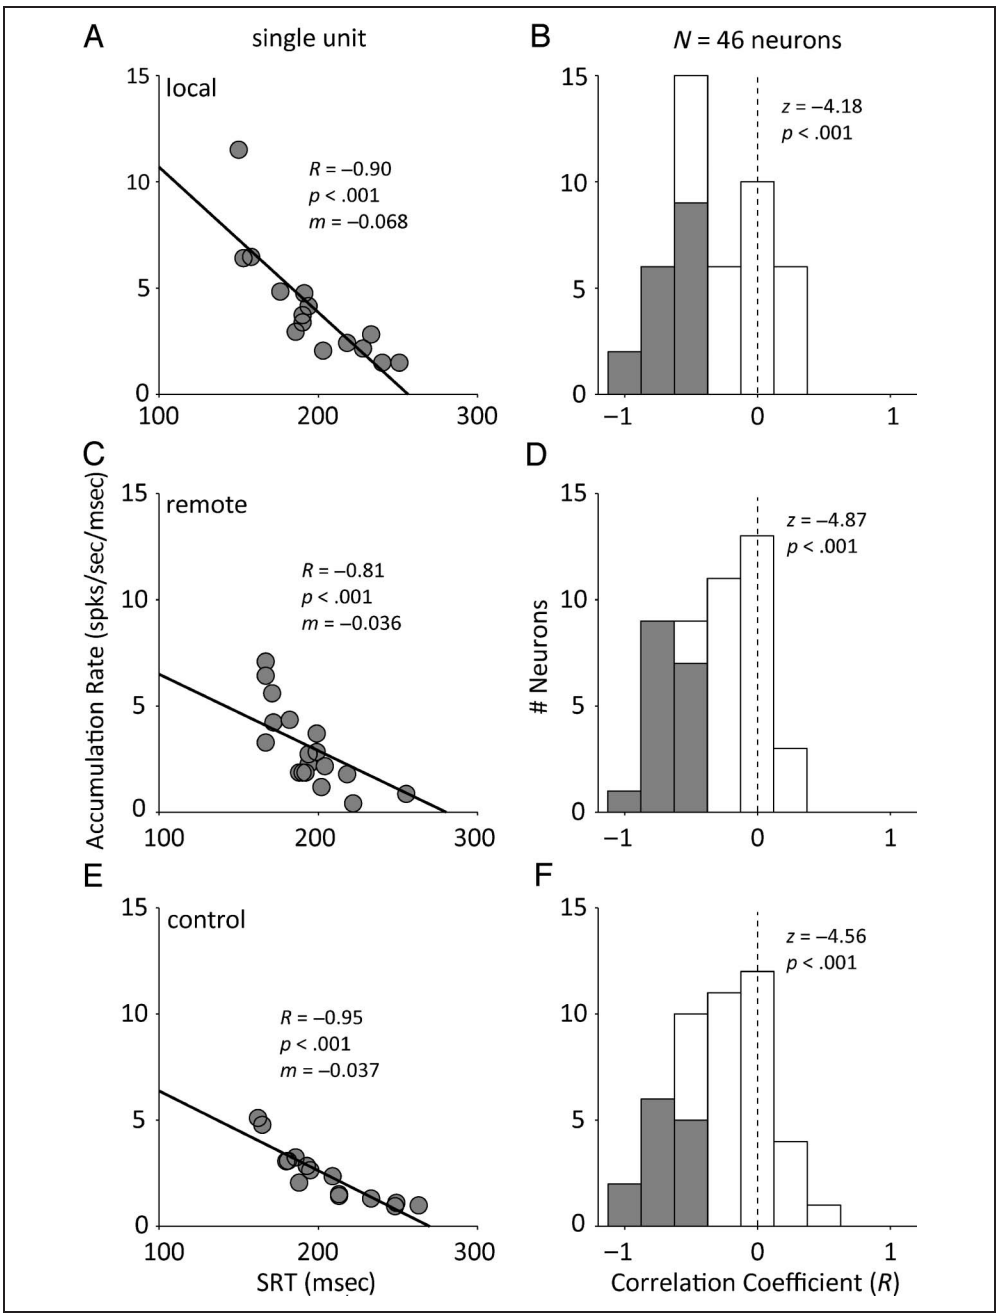 A
single unit
B
N = 46 neurons
15
local
10
5
0
100
200
300
R = –0.90
p < .001
m = –0.068
15
10
5
0
–1
0
1
z = –4.18
p < .001
C
D
15
remote
10
5
0
100
200
300
R = –0.81
p < .001
m = –0.036
Accumulation Rate (spks/sec/msec)
15
10
5
0
–1
0
1
z = –4.87
p < .001
# Neurons
E
F
15
control
10
5
0
100
200
300
R = –0.95
p < .001
m = –0.037
SRT (msec)
15
10
5
0
–1
0
1
z = –4.56
p < .001
Correlation Coefficient (R)